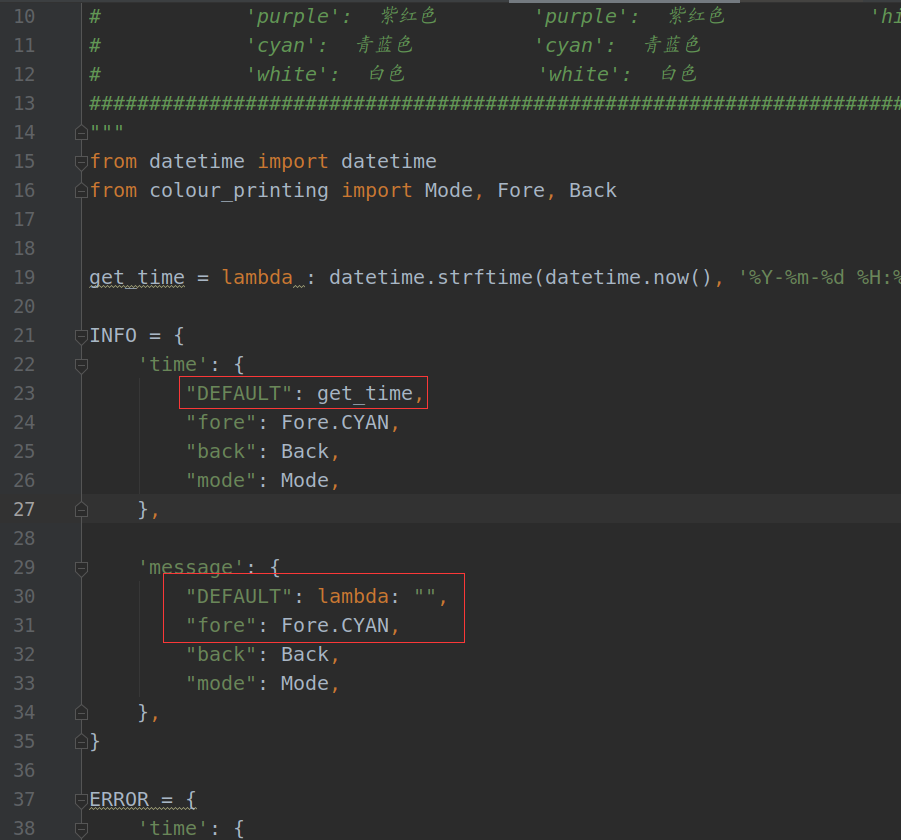 10 #            'purple':  紫红色        'purple':  紫红色            'hi
11 #            'cyan':  青蓝色          'cyan':  青蓝色
12 #            'white':  白色           'white':  白色
13 ####################################################################
14 """
15 from datetime import datetime
16 from colour_printing import Mode, Fore, Back
17
18
19 get_time = lambda : datetime.strftime(datetime.now(), '%Y-%m-%d %H:%
20
21 INFO = {
22     'time': {
23         "DEFAULT": get_time,
24         "fore": Fore.CYAN,
25         "back": Back,
26         "mode": Mode,
27     },
28
29     'message': {
30         "DEFAULT": lambda: "",
31         "fore": Fore.CYAN,
32         "back": Back,
33         "mode": Mode,
34     },
35 }
36
37 ERROR = {
38     'time': {